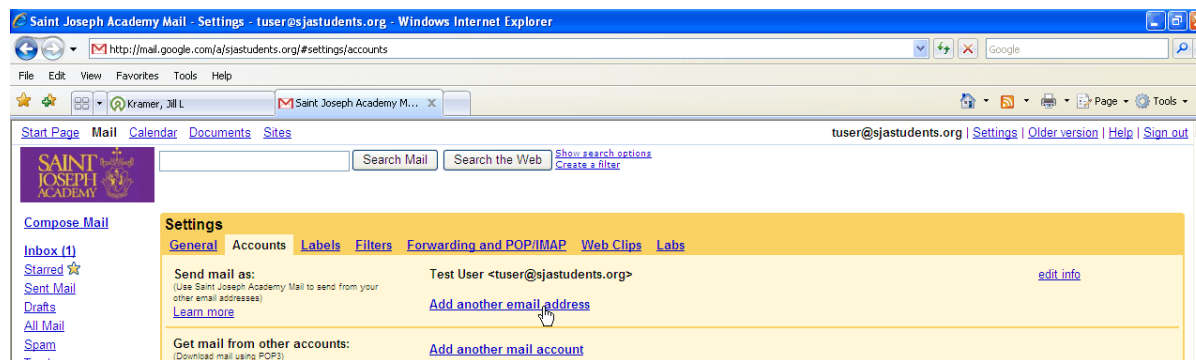 Saint Joseph Academy Mail - Settings - tuser@sjastudents.org - Windows Internet Explorer
http://mail.google.com/a/sjastudents.org/#settings/accounts
Google
File Edit View Favorites Tools Help
Kramer, Jill L
Saint Joseph Academy M...
Page
Tools
Start Page Mail Calendar Documents Sites
tuser@sjastudents.org | Settings | Older version | Help | Sign out
SAINT
JOSEPH
ACADEMY
Search Mail
Search the Web
Show search options
Create a filter
Compose Mail
Inbox (1)
Starred
Sent Mail
Drafts
All Mail
Spam
Settings
General Accounts Labels Filters Forwarding and POP/IMAP Web Clips Labs
Send mail as:
(Use Saint Joseph Academy Mail to send from your
other email addresses)
Learn more
Test User <tuser@sjastudents.org>
edit info
Add another email address
Get mail from other accounts:
(Download mail using POP3)
Add another mail account